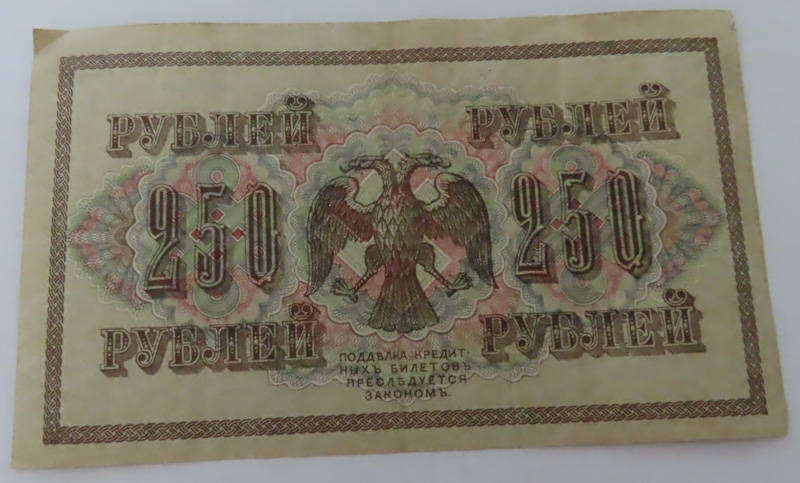 РУБЛЕЙ РУБЛЕЙ
250 250
РУБЛЕЙ РУБЛЕЙ
ПОДДѢЛКА КРЕДИТ-
НЫХЪ БИЛЕТОВЪ
ПРЕСЛѢДУЕТСЯ
ЗАКОНОМЪ.